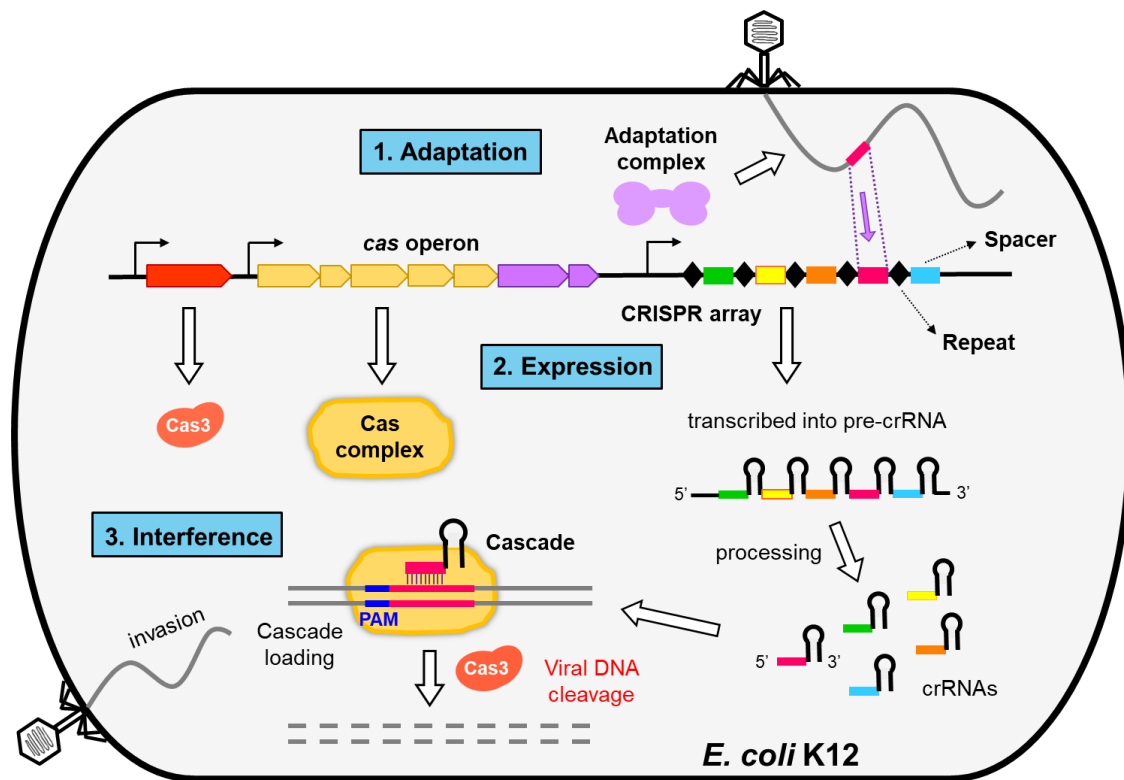 1. Adaptation
Adaptation
complex
cas operon
Spacer
CRISPR array
Repeat
2. Expression
Cas3
Cas
complex
transcribed into pre-crRNA
5’
3’
3. Interference
Cascade
processing
PAM
invasion
Cascade
loading
Cas3
Viral DNA
cleavage
5’
3’
crRNAs
E. coli K12